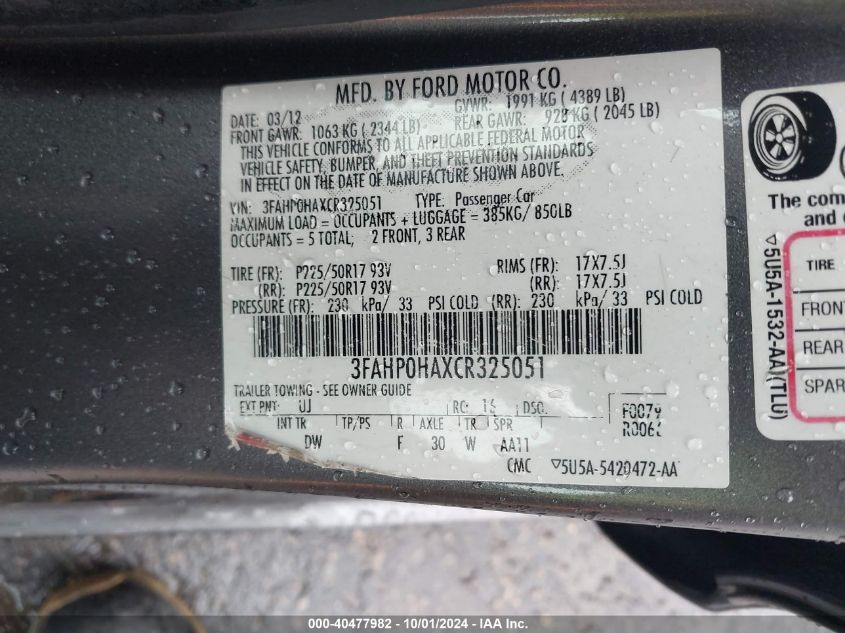 MFD. BY FORD MOTOR CO.
DATE: 03/12 GVWR: 1991 KG ( 4389 LB)
FRONT GAWR: 1063 KG ( 2344 LB) REAR GAWR: 928 KG ( 2045 LB)
THIS VEHICLE CONFORMS TO ALL APPLICABLE FEDERAL MOTOR
VEHICLE SAFETY, BUMPER, AND THEFT PREVENTION STANDARDS
IN EFFECT ON THE DATE OF MANUFACTURE SHOWN ABOVE.
VIN: 3FAHP0HAXCR325051 TYPE: Passenger Car
MAXIMUM LOAD = OCCUPANTS + LUGGAGE = 385KG/ 850LB
OCCUPANTS = 5 TOTAL; 2 FRONT, 3 REAR
TIRE (FR): P225/50R17 93V RIMS (FR): 17X7.5J
(RR): P225/50R17 93V (RR): 17X7.5J
PRESSURE (FR): 230 kPa/ 33 PSI COLD (RR): 230 kPa/ 33 PSI COLD
3FAHP0HAXCR325051
TRAILER TOWING - SEE OWNER GUIDE
EXT PNT: UJ RC: 16 DSO:
INT TR TP/PS R AXLE TR SPR
DW F 30 W AA11
CMC ▽5U5A-5420472-AA
The com
and
▽5U5A-1532-AA (TLU)
TIRE
FRONT
REAR
SPAR
000-40477982 - 10/01/2024 - IAA Inc.